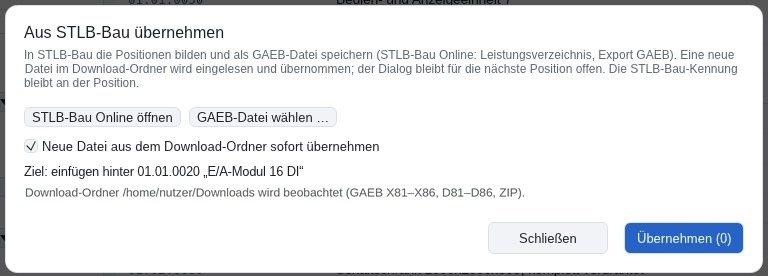 Aus STLB-Bau übernehmen
In STLB-Bau die Positionen bilden und als GAEB-Datei speichern (STLB-Bau Online: Leistungsverzeichnis, Export GAEB). Eine neue
Datei im Download-Ordner wird eingelesen und übernommen; der Dialog bleibt für die nächste Position offen. Die STLB-Bau-Kennung
bleibt an der Position.
STLB-Bau Online öffnen GAEB-Datei wählen ...
Neue Datei aus dem Download-Ordner sofort übernehmen
Ziel: einfügen hinter 01.01.0020 „E/A-Modul 16 DI“
Download-Ordner /home/nutzer/Downloads wird beobachtet (GAEB X81–X86, D81–D86, ZIP).
Schließen Übernehmen (0)